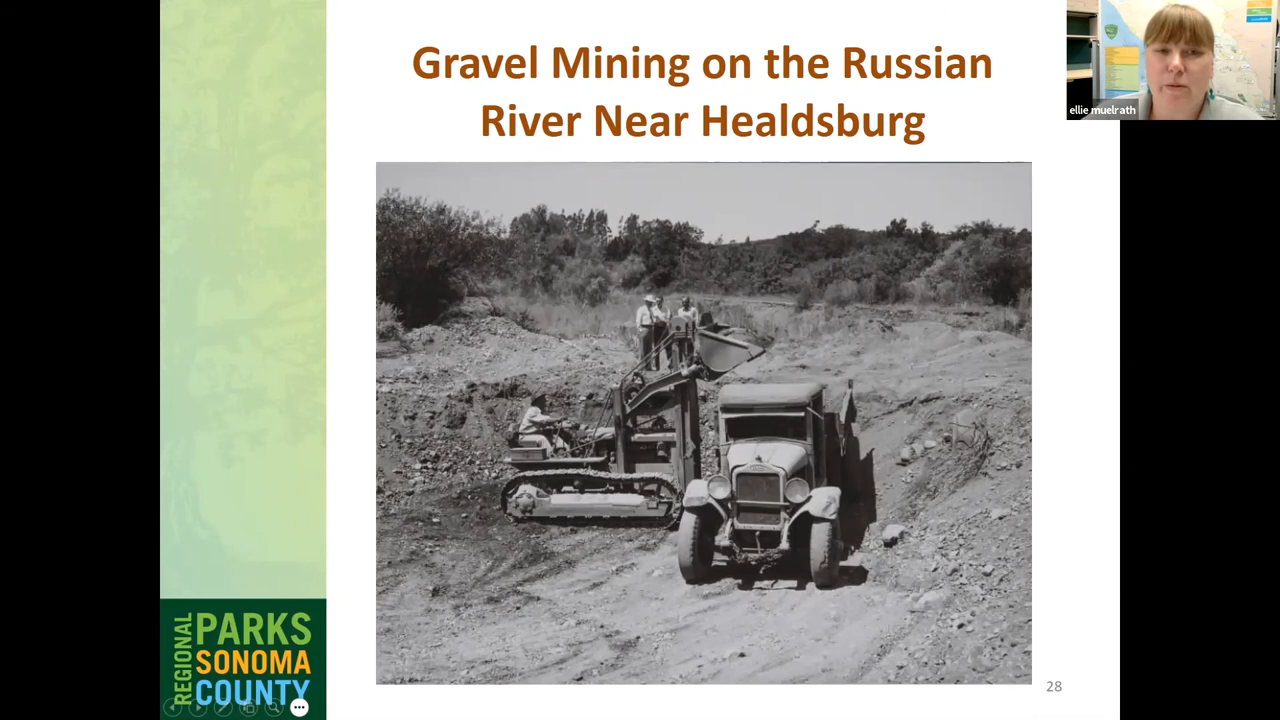 Gravel Mining on the Russian
River Near Healdsburg
ellie muelrath
REGIONAL
PARKS
SONOMA
COUNTY
28